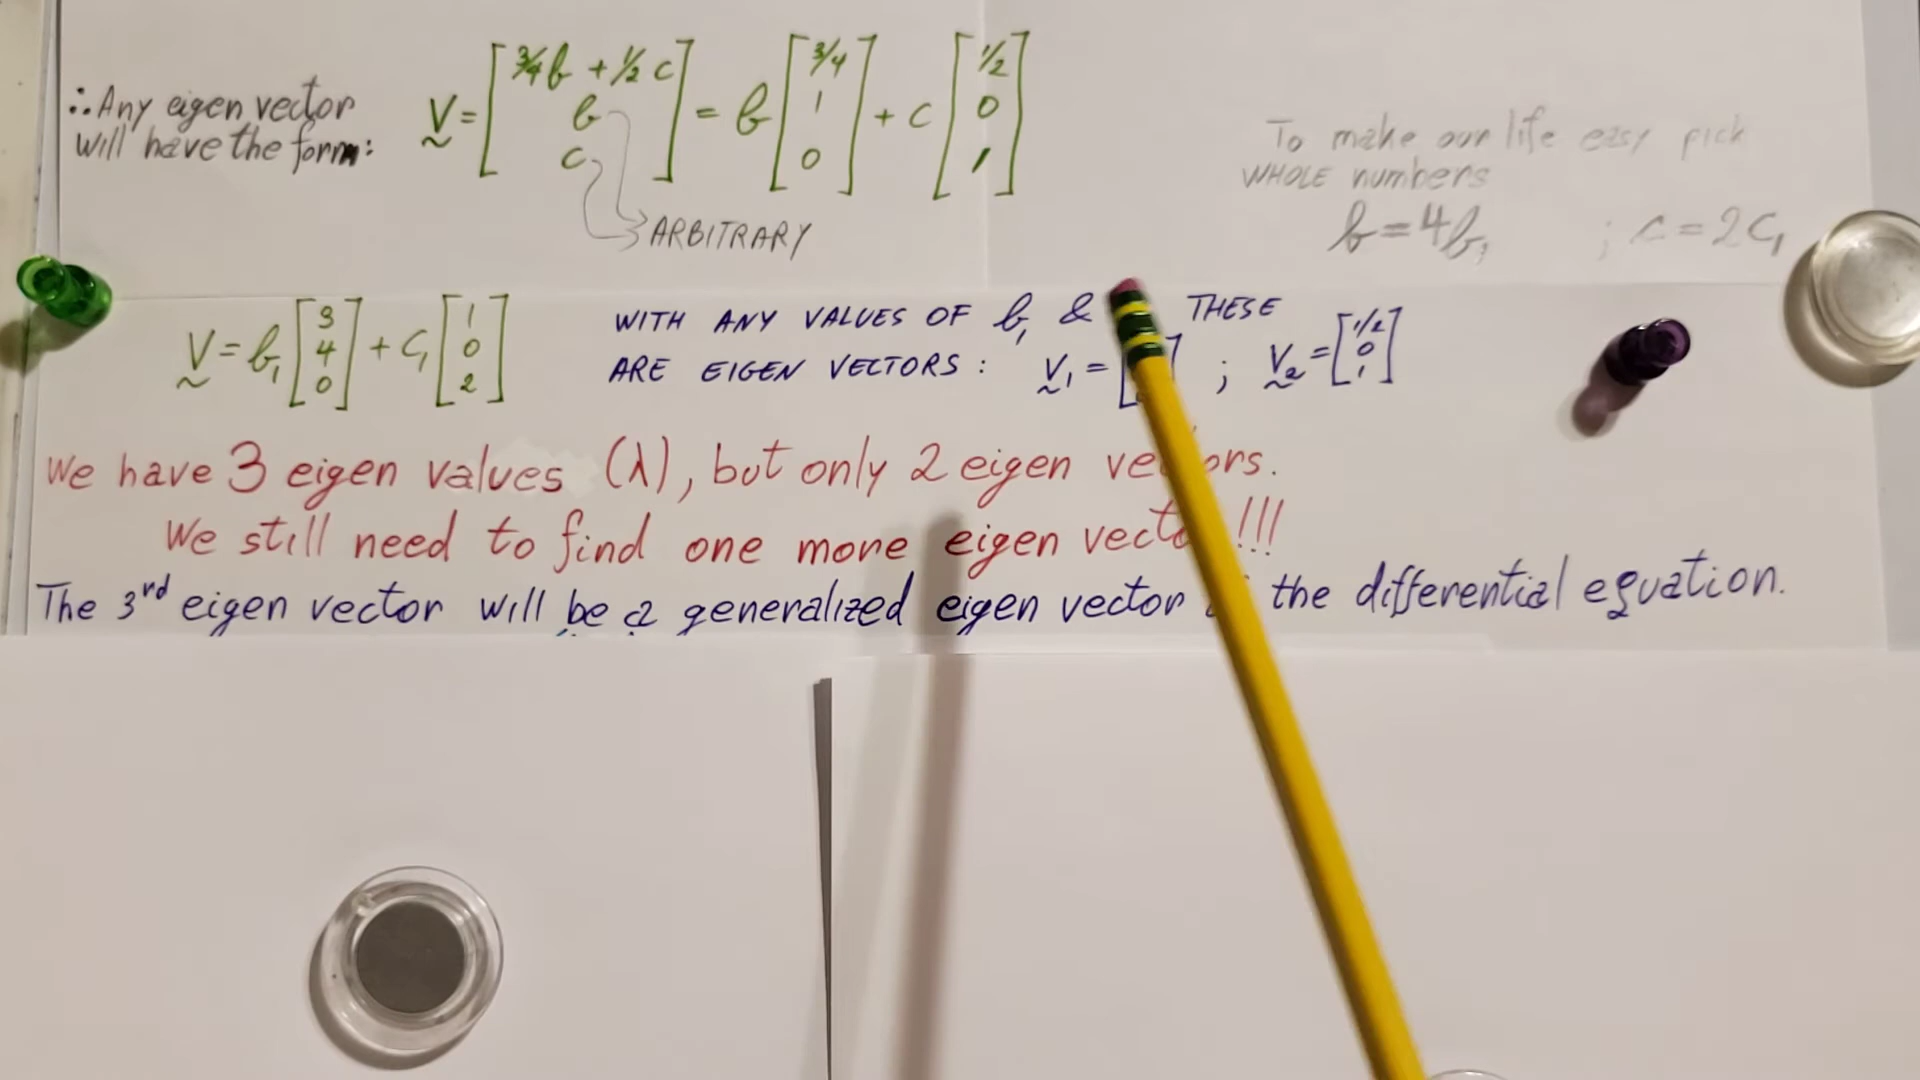 ∴ Any eigen vector
will have the form:
V = [3/4 b + 1/2 c  b  c] = b [3/4  1  0] + c [1/2  0  1]
ARBITRARY
To make our life easy pick
WHOLE numbers
b = 4b₁ ; c = 2c₁
V = b₁ [3  4  0] + c₁ [1  0  2]
WITH ANY VALUES OF b₁ & THESE
ARE EIGEN VECTORS: V₁ = [ ] ; V₂ = [1/2  0  1]
We have 3 eigen values (λ), but only 2 eigen vectors.
We still need to find one more eigen vector!!!
The 3rd eigen vector will be a generalized eigen vector the differential equation.